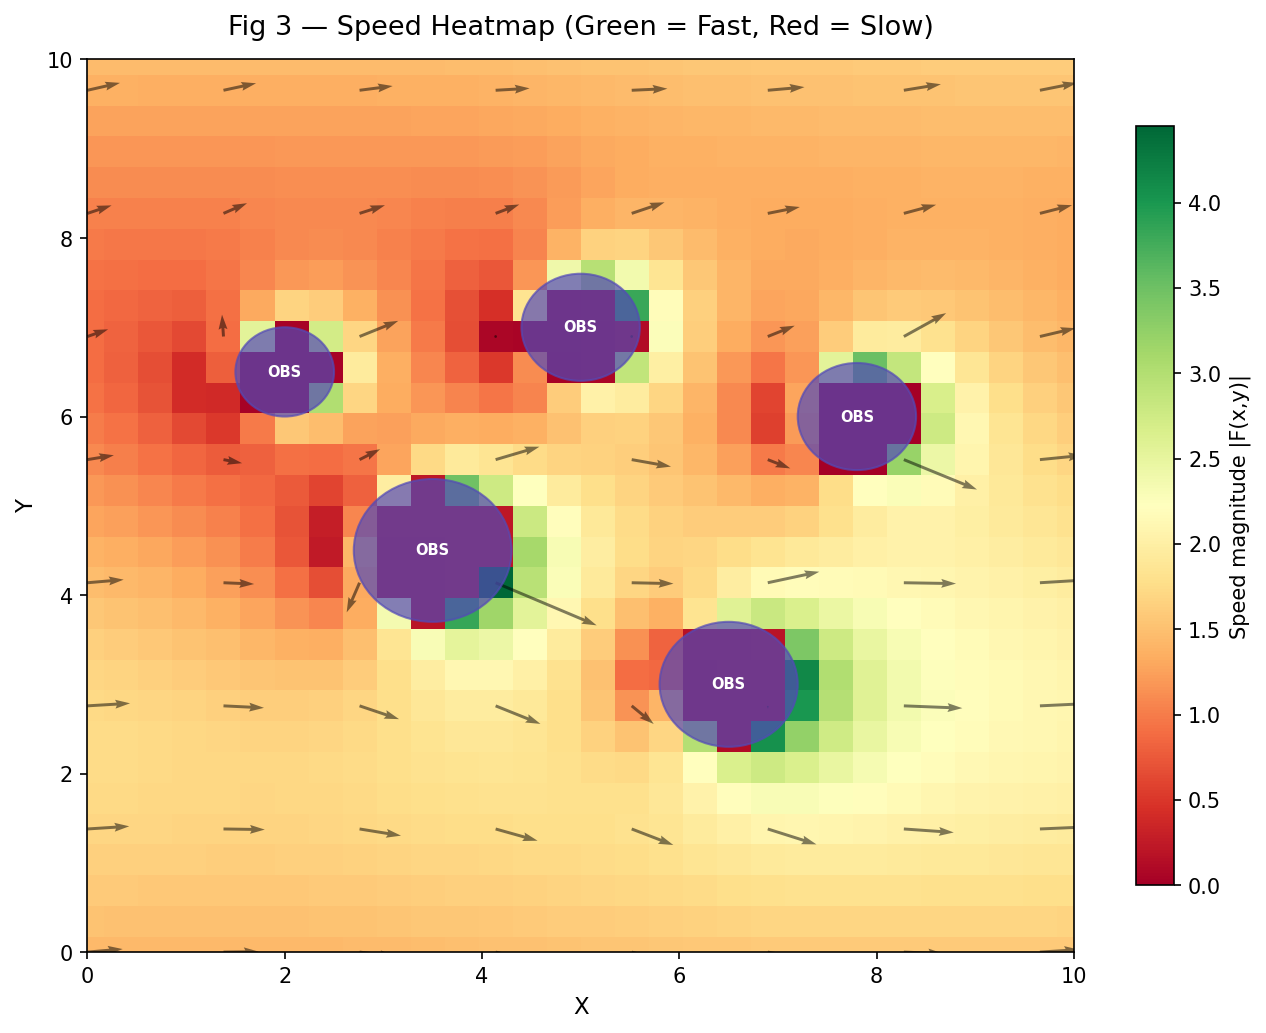 Fig 3 — Speed Heatmap (Green = Fast, Red = Slow)
10
8
6
4
2
0
Y
OBS
OBS
OBS
OBS
OBS
0 2 4 6 8 10
X
4.0
3.5
3.0
2.5
2.0
1.5
1.0
0.5
0.0
Speed magnitude |F(x,y)|